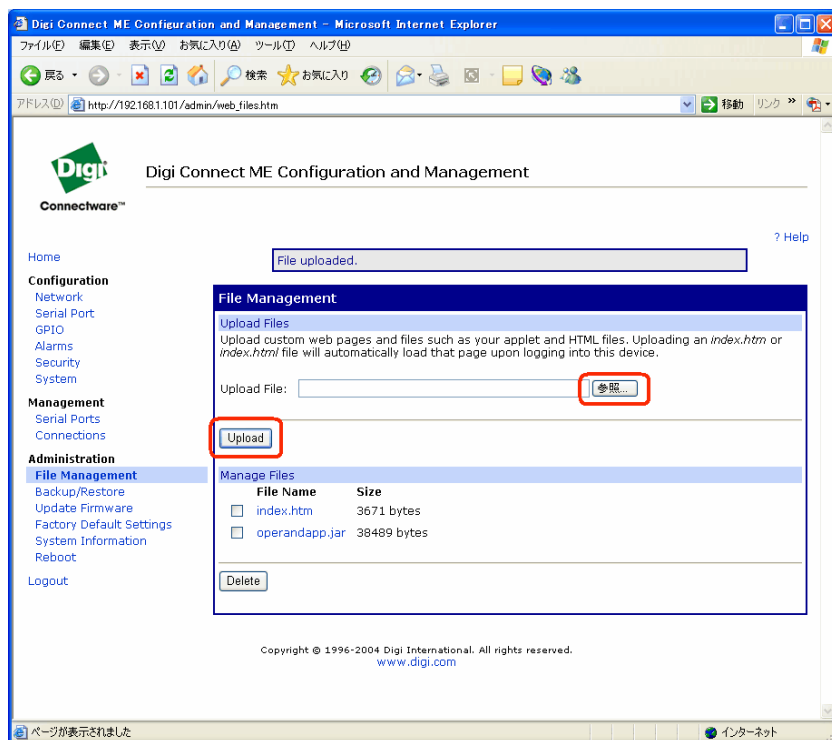 Digi Connect ME Configuration and Management - Microsoft Internet Explorer
ファイル(F) 編集(E) 表示(V) お気に入り(A) ツール(T) ヘルプ(H)
戻る 検索 お気に入り
アドレス(D) http://192.168.1.101/admin/web_files.htm 移動 リンク »
Digi
Connectware™
Digi Connect ME Configuration and Management
? Help
Home
File uploaded.
Configuration
Network
Serial Port
GPIO
Alarms
Security
System
Management
Serial Ports
Connections
Administration
File Management
Backup/Restore
Update Firmware
Factory Default Settings
System Information
Reboot
Logout
File Management
Upload Files
Upload custom web pages and files such as your applet and HTML files. Uploading an index.htm or
index.html file will automatically load that page upon logging into this device.
Upload File: 参照...
Upload
Manage Files
File Name Size
index.htm 3671 bytes
operandapp.jar 38489 bytes
Delete
Copyright © 1996-2004 Digi International. All rights reserved.
www.digi.com
ページが表示されました インターネット